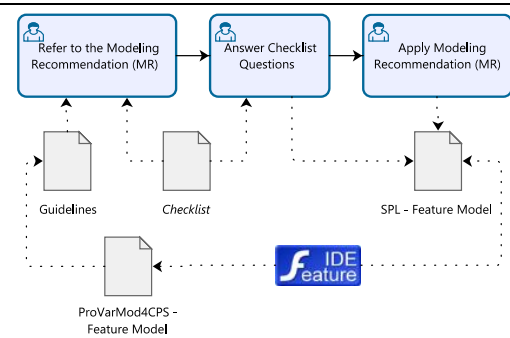 Refer to the Modeling
Recommendation (MR)
Answer Checklist
Questions
Apply Modeling
Recommendation (MR)
Guidelines
Checklist
SPL - Feature Model
IDE
Feature
ProVarMod4CPS -
Feature Model